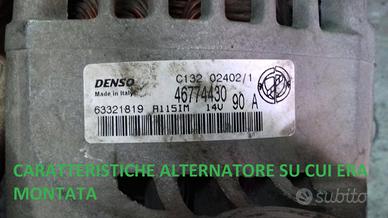 DENSO
Made in Italy
C132 02402/1
46774430 90 A
63321819 A115IM 14V
CARATTERISTICHE ALTERNATORE SU CUI ERA
MONTATA
subito